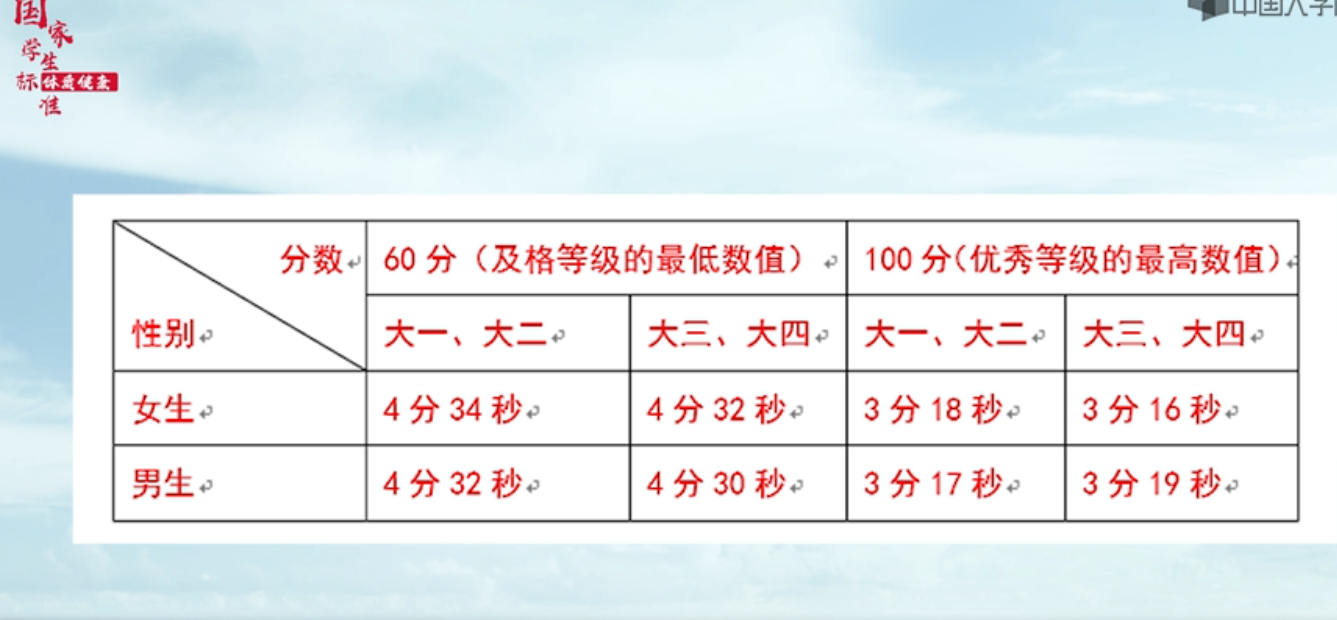 国家
学生
标体质健康
准
中国大学
分数 60 分（及格等级的最低数值） 100 分(优秀等级的最高数值)
性别 大一、大二 大三、大四 大一、大二 大三、大四
女生 4 分 34 秒 4 分 32 秒 3 分 18 秒 3 分 16 秒
男生 4 分 32 秒 4 分 30 秒 3 分 17 秒 3 分 19 秒